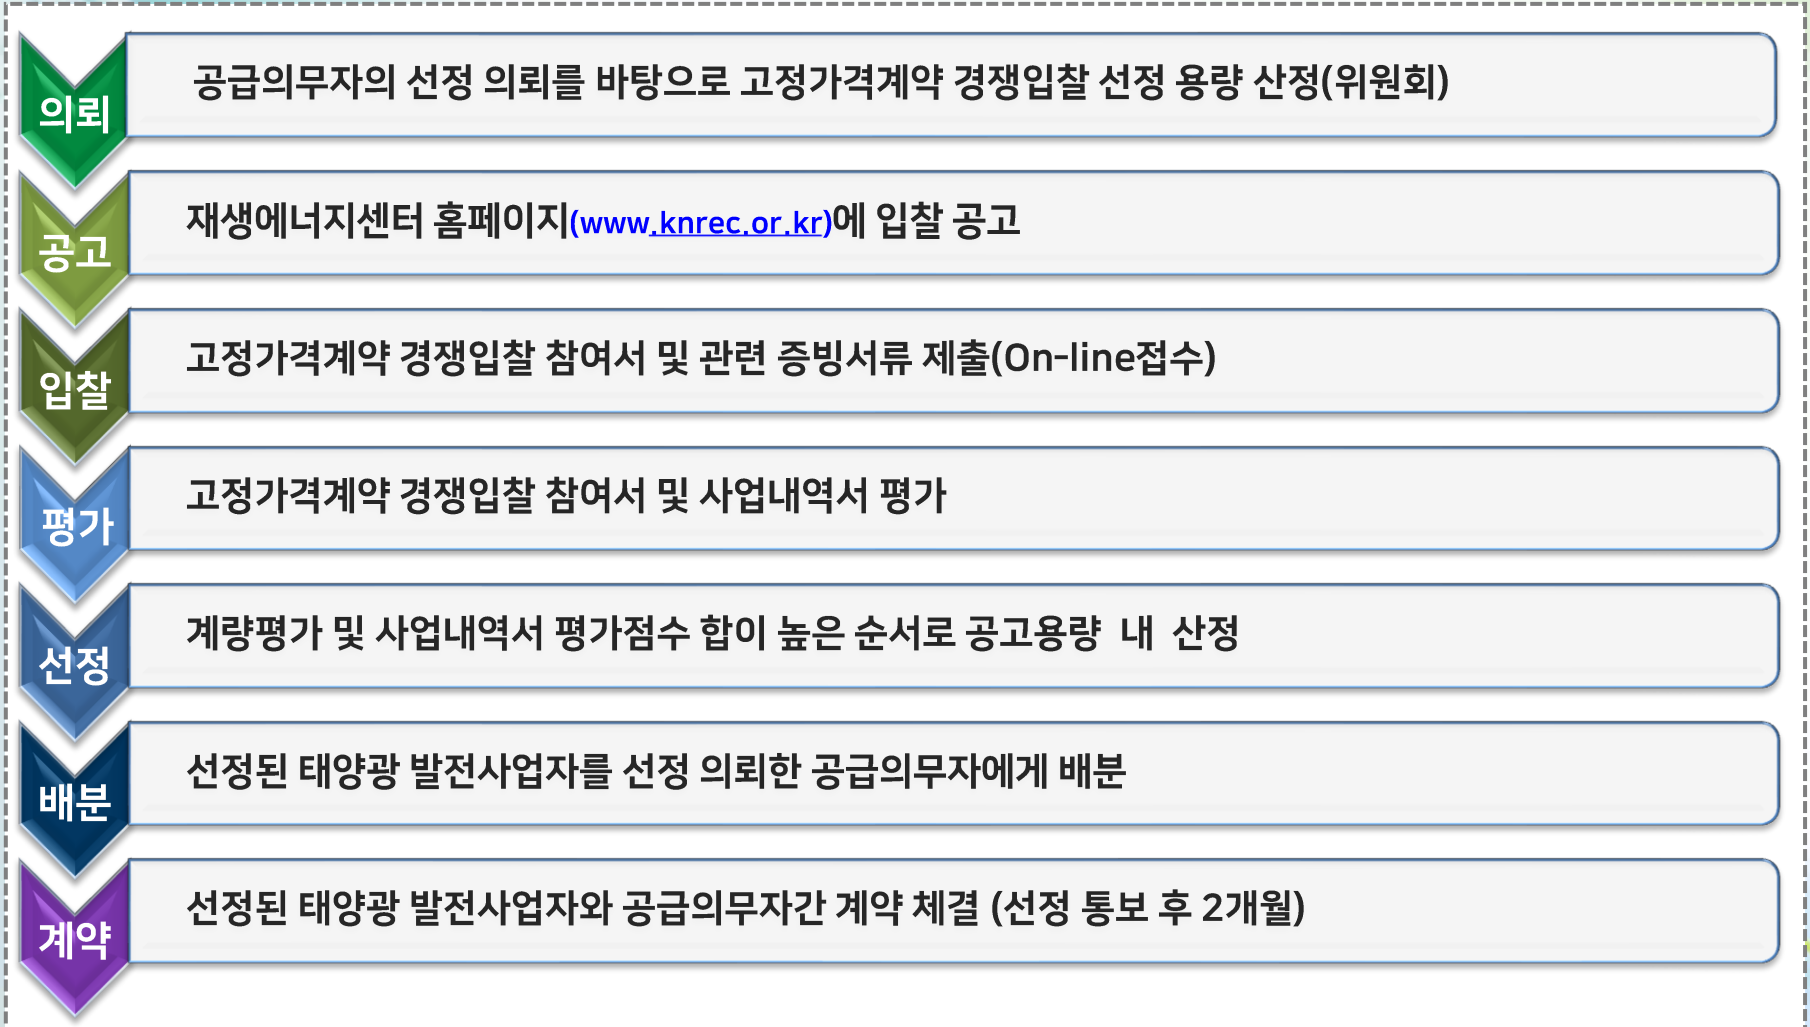 의뢰
공급의무자의 선정 의뢰를 바탕으로 고정가격계약 경쟁입찰 선정 용량 산정(위원회)
공고
재생에너지센터 홈페이지(www.knrec.or.kr)에 입찰 공고
입찰
고정가격계약 경쟁입찰 참여서 및 관련 증빙서류 제출(On-line접수)
평가
고정가격계약 경쟁입찰 참여서 및 사업내역서 평가
선정
계량평가 및 사업내역서 평가점수 합이 높은 순서로 공고용량 내 산정
배분
선정된 태양광 발전사업자를 선정 의뢰한 공급의무자에게 배분
계약
선정된 태양광 발전사업자와 공급의무자간 계약 체결 (선정 통보 후 2개월)